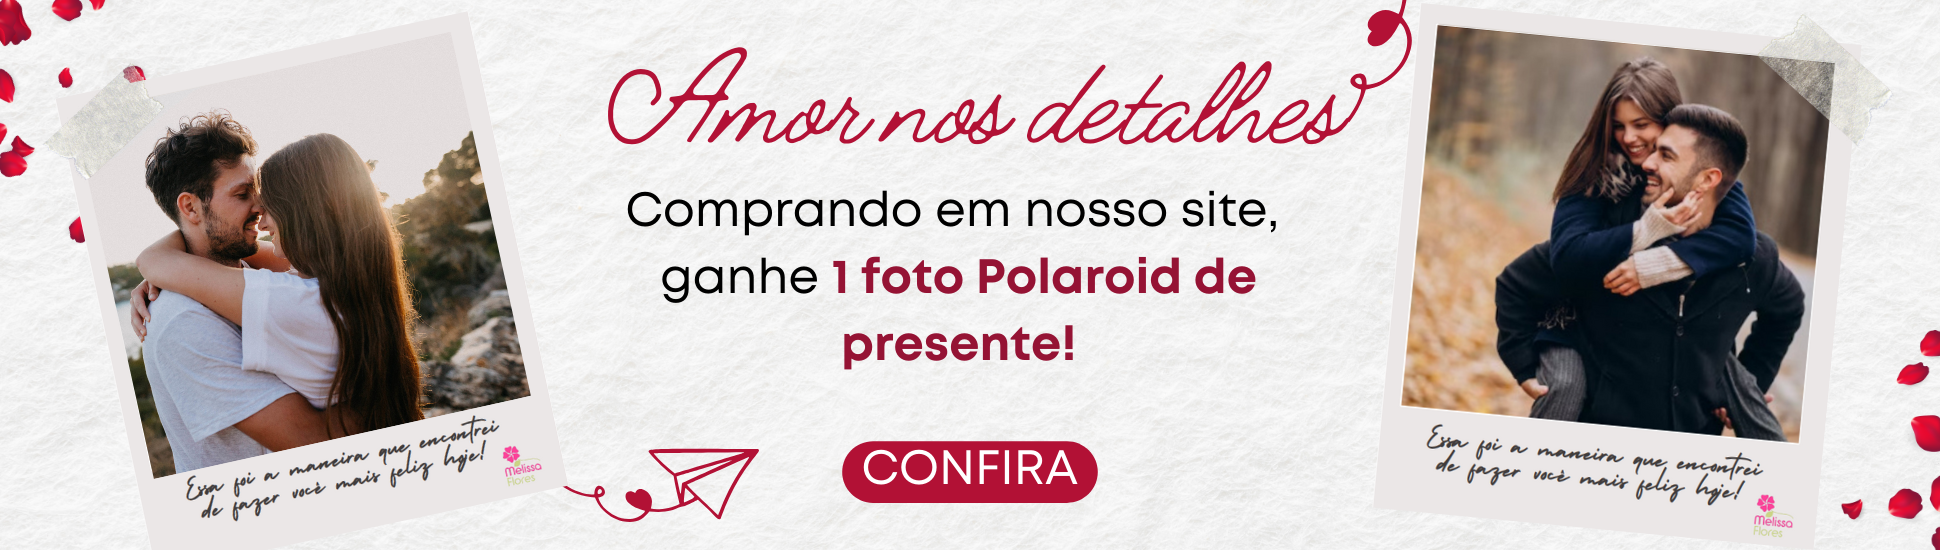 Amor nos detalhes
Comprando em nosso site,
ganhe 1 foto Polaroid de
presente!
CONFIRA
Essa foi a maneira que encontrei
de fazer você mais feliz hoje!
Melissa
Flores
Essa foi a maneira que encontrei
de fazer você mais feliz hoje!
Melissa
Flores